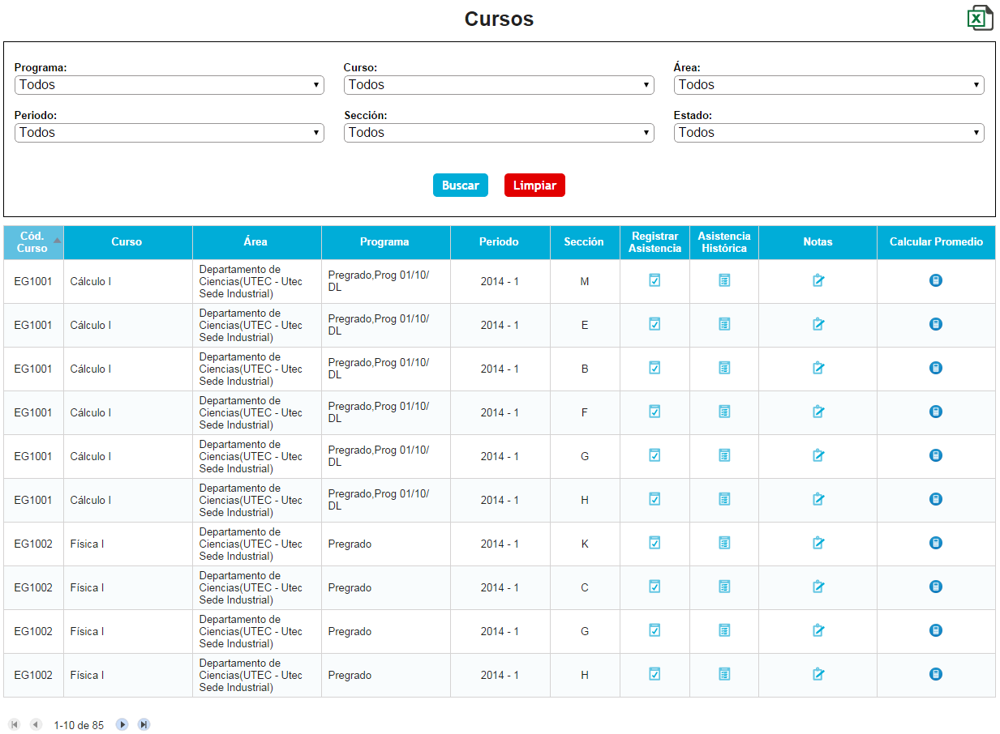 Cursos
Programa:
Curso:
Área:
Todos
Todos
Todos
Periodo:
Sección:
Estado:
Todos
Todos
Todos
Buscar
Limpiar
Cód. Curso
Curso
Área
Programa
Periodo
Sección
Registrar Asistencia
Asistencia Histórica
Notas
Calcular Promedio
EG1001
Cálculo I
Departamento de
Ciencias(UTEC - Utec
Sede Industrial)
Pregrado,Prog 01/10/
DL
2014 - 1
M
EG1001
Cálculo I
Departamento de
Ciencias(UTEC - Utec
Sede Industrial)
Pregrado,Prog 01/10/
DL
2014 - 1
E
EG1001
Cálculo I
Departamento de
Ciencias(UTEC - Utec
Sede Industrial)
Pregrado,Prog 01/10/
DL
2014 - 1
B
EG1001
Cálculo I
Departamento de
Ciencias(UTEC - Utec
Sede Industrial)
Pregrado,Prog 01/10/
DL
2014 - 1
F
EG1001
Cálculo I
Departamento de
Ciencias(UTEC - Utec
Sede Industrial)
Pregrado,Prog 01/10/
DL
2014 - 1
G
EG1001
Cálculo I
Departamento de
Ciencias(UTEC - Utec
Sede Industrial)
Pregrado,Prog 01/10/
DL
2014 - 1
H
EG1002
Física I
Departamento de
Ciencias(UTEC - Utec
Sede Industrial)
Pregrado
2014 - 1
K
EG1002
Física I
Departamento de
Ciencias(UTEC - Utec
Sede Industrial)
Pregrado
2014 - 1
C
EG1002
Física I
Departamento de
Ciencias(UTEC - Utec
Sede Industrial)
Pregrado
2014 - 1
G
EG1002
Física I
Departamento de
Ciencias(UTEC - Utec
Sede Industrial)
Pregrado
2014 - 1
H
1-10 de 85